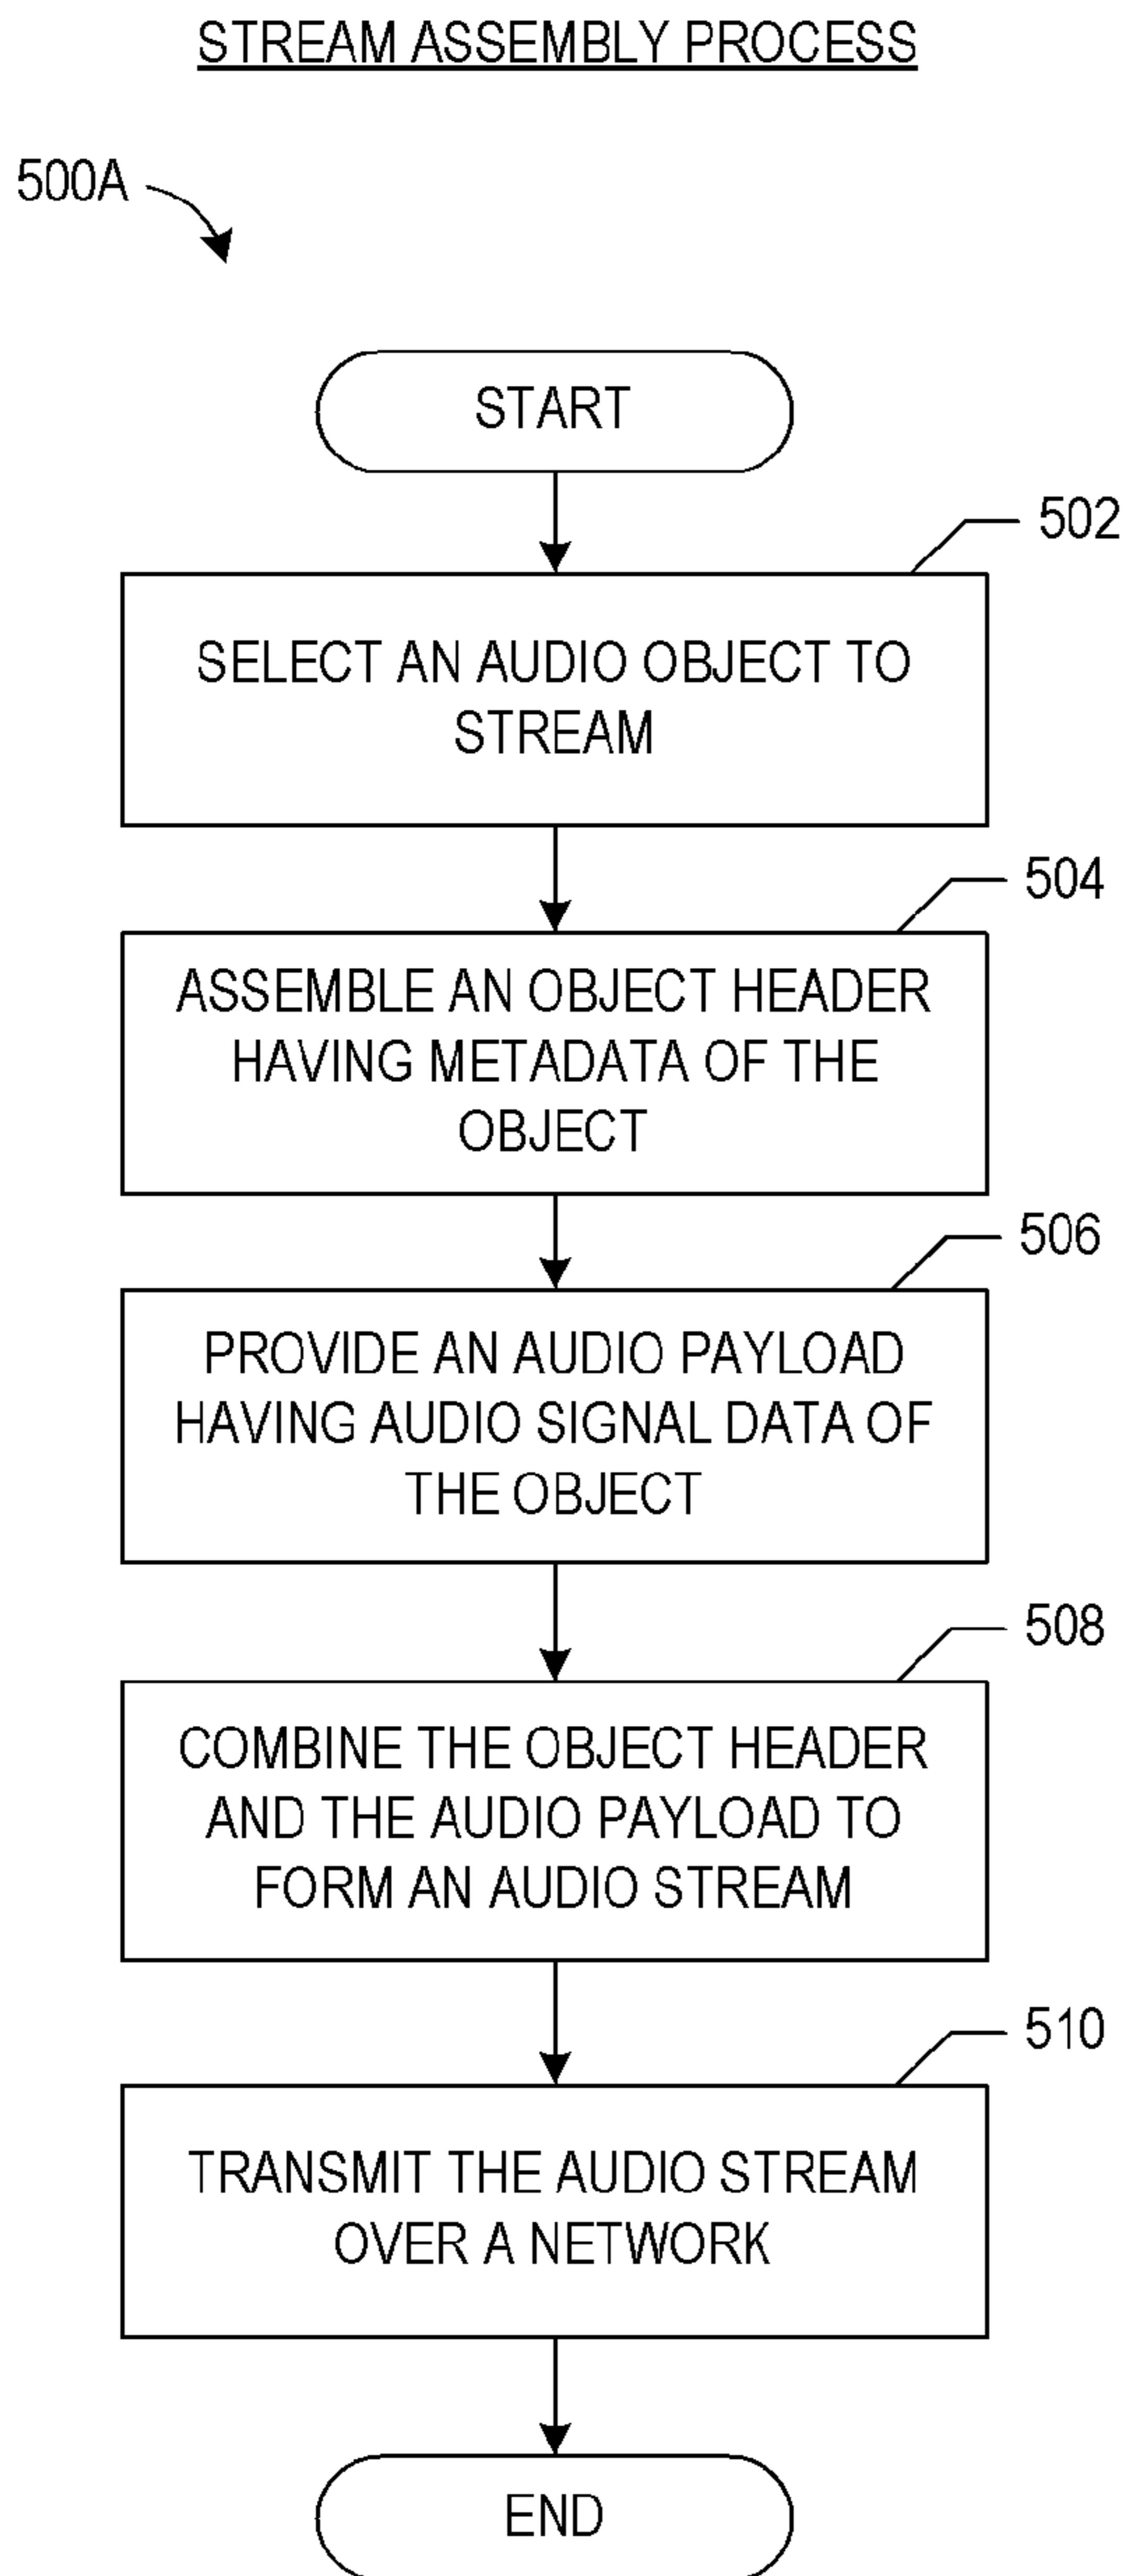 STREAM ASSEMBLY PROCESS
500A
START
502
SELECT AN AUDIO OBJECT TO
STREAM
504
ASSEMBLE AN OBJECT HEADER
HAVING METADATA OF THE
OBJECT
506
PROVIDE AN AUDIO PAYLOAD
HAVING AUDIO SIGNAL DATA OF
THE OBJECT
508
COMBINE THE OBJECT HEADER
AND THE AUDIO PAYLOAD TO
FORM AN AUDIO STREAM
510
TRANSMIT THE AUDIO STREAM
OVER A NETWORK
END